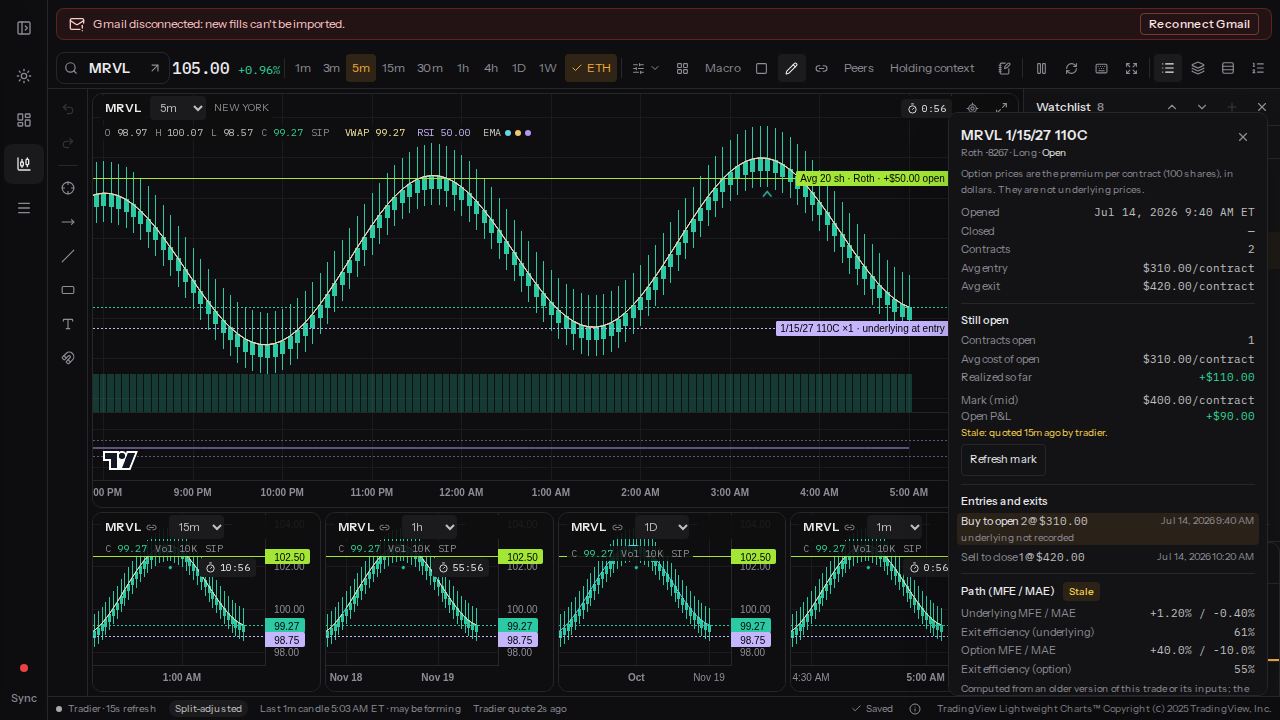 Gmail disconnected: new fills can't be imported.
Reconnect Gmail
MRVL
105.00 +0.96%
1m 3m 5m 15m 30m 1h 4h 1D 1W ETH
Macro
Peers
Holding context
MRVL 5m NEW YORK
0:56
O 98.97 H 100.07 L 98.57 C 99.27 SIP VWAP 99.27 RSI 50.00 EMA
Avg 20 sh · Roth · +$50.00 open
1/15/27 110C ×1 · underlying at entry
00 PM 9:00 PM 10:00 PM 11:00 PM 12:00 AM 1:00 AM 2:00 AM 3:00 AM 4:00 AM 5:00 AM
MRVL 15m
C 99.27 Vol 10K SIP
10:56
104.00
102.50
102.00
100.00
99.27
98.75
98.00
1:00 AM
MRVL 1h
C 99.27 Vol 10K SIP
55:56
104.00
102.50
102.00
100.00
99.27
98.75
98.00
Nov 18 Nov 19
MRVL 1D
C 99.27 Vol 10K SIP
104.00
102.50
102.00
100.00
99.27
98.75
98.00
Oct Nov 19
MRVL 1m
C 99.27 Vol 10K SIP
0:56
4:30 AM 5:00 AM
Watchlist 8
MRVL 1/15/27 110C
Roth ·8267 · Long · Open
Option prices are the premium per contract (100 shares), in
dollars. They are not underlying prices.
Opened Jul 14, 2026 9:40 AM ET
Closed —
Contracts 2
Avg entry $310.00/contract
Avg exit $420.00/contract
Still open
Contracts open 1
Avg cost of open $310.00/contract
Realized so far +$110.00
Mark (mid) $400.00/contract
Open P&L +$90.00
Stale: quoted 15m ago by tradier.
Refresh mark
Entries and exits
Buy to open 2 @ $310.00 Jul 14, 2026 9:40 AM
underlying not recorded
Sell to close 1 @ $420.00 Jul 14, 2026 10:20 AM
Path (MFE / MAE) Stale
Underlying MFE / MAE +1.20% / -0.40%
Exit efficiency (underlying) 61%
Option MFE / MAE +40.0% / -10.0%
Exit efficiency (option) 55%
Computed from an older version of this trade or its inputs; the
Sync
Tradier · 15s refresh
Split-adjusted
Last 1m candle 5:03 AM ET · may be forming
Tradier quote 2s ago
Saved
TradingView Lightweight Charts™ Copyright (c) 2025 TradingView, Inc.